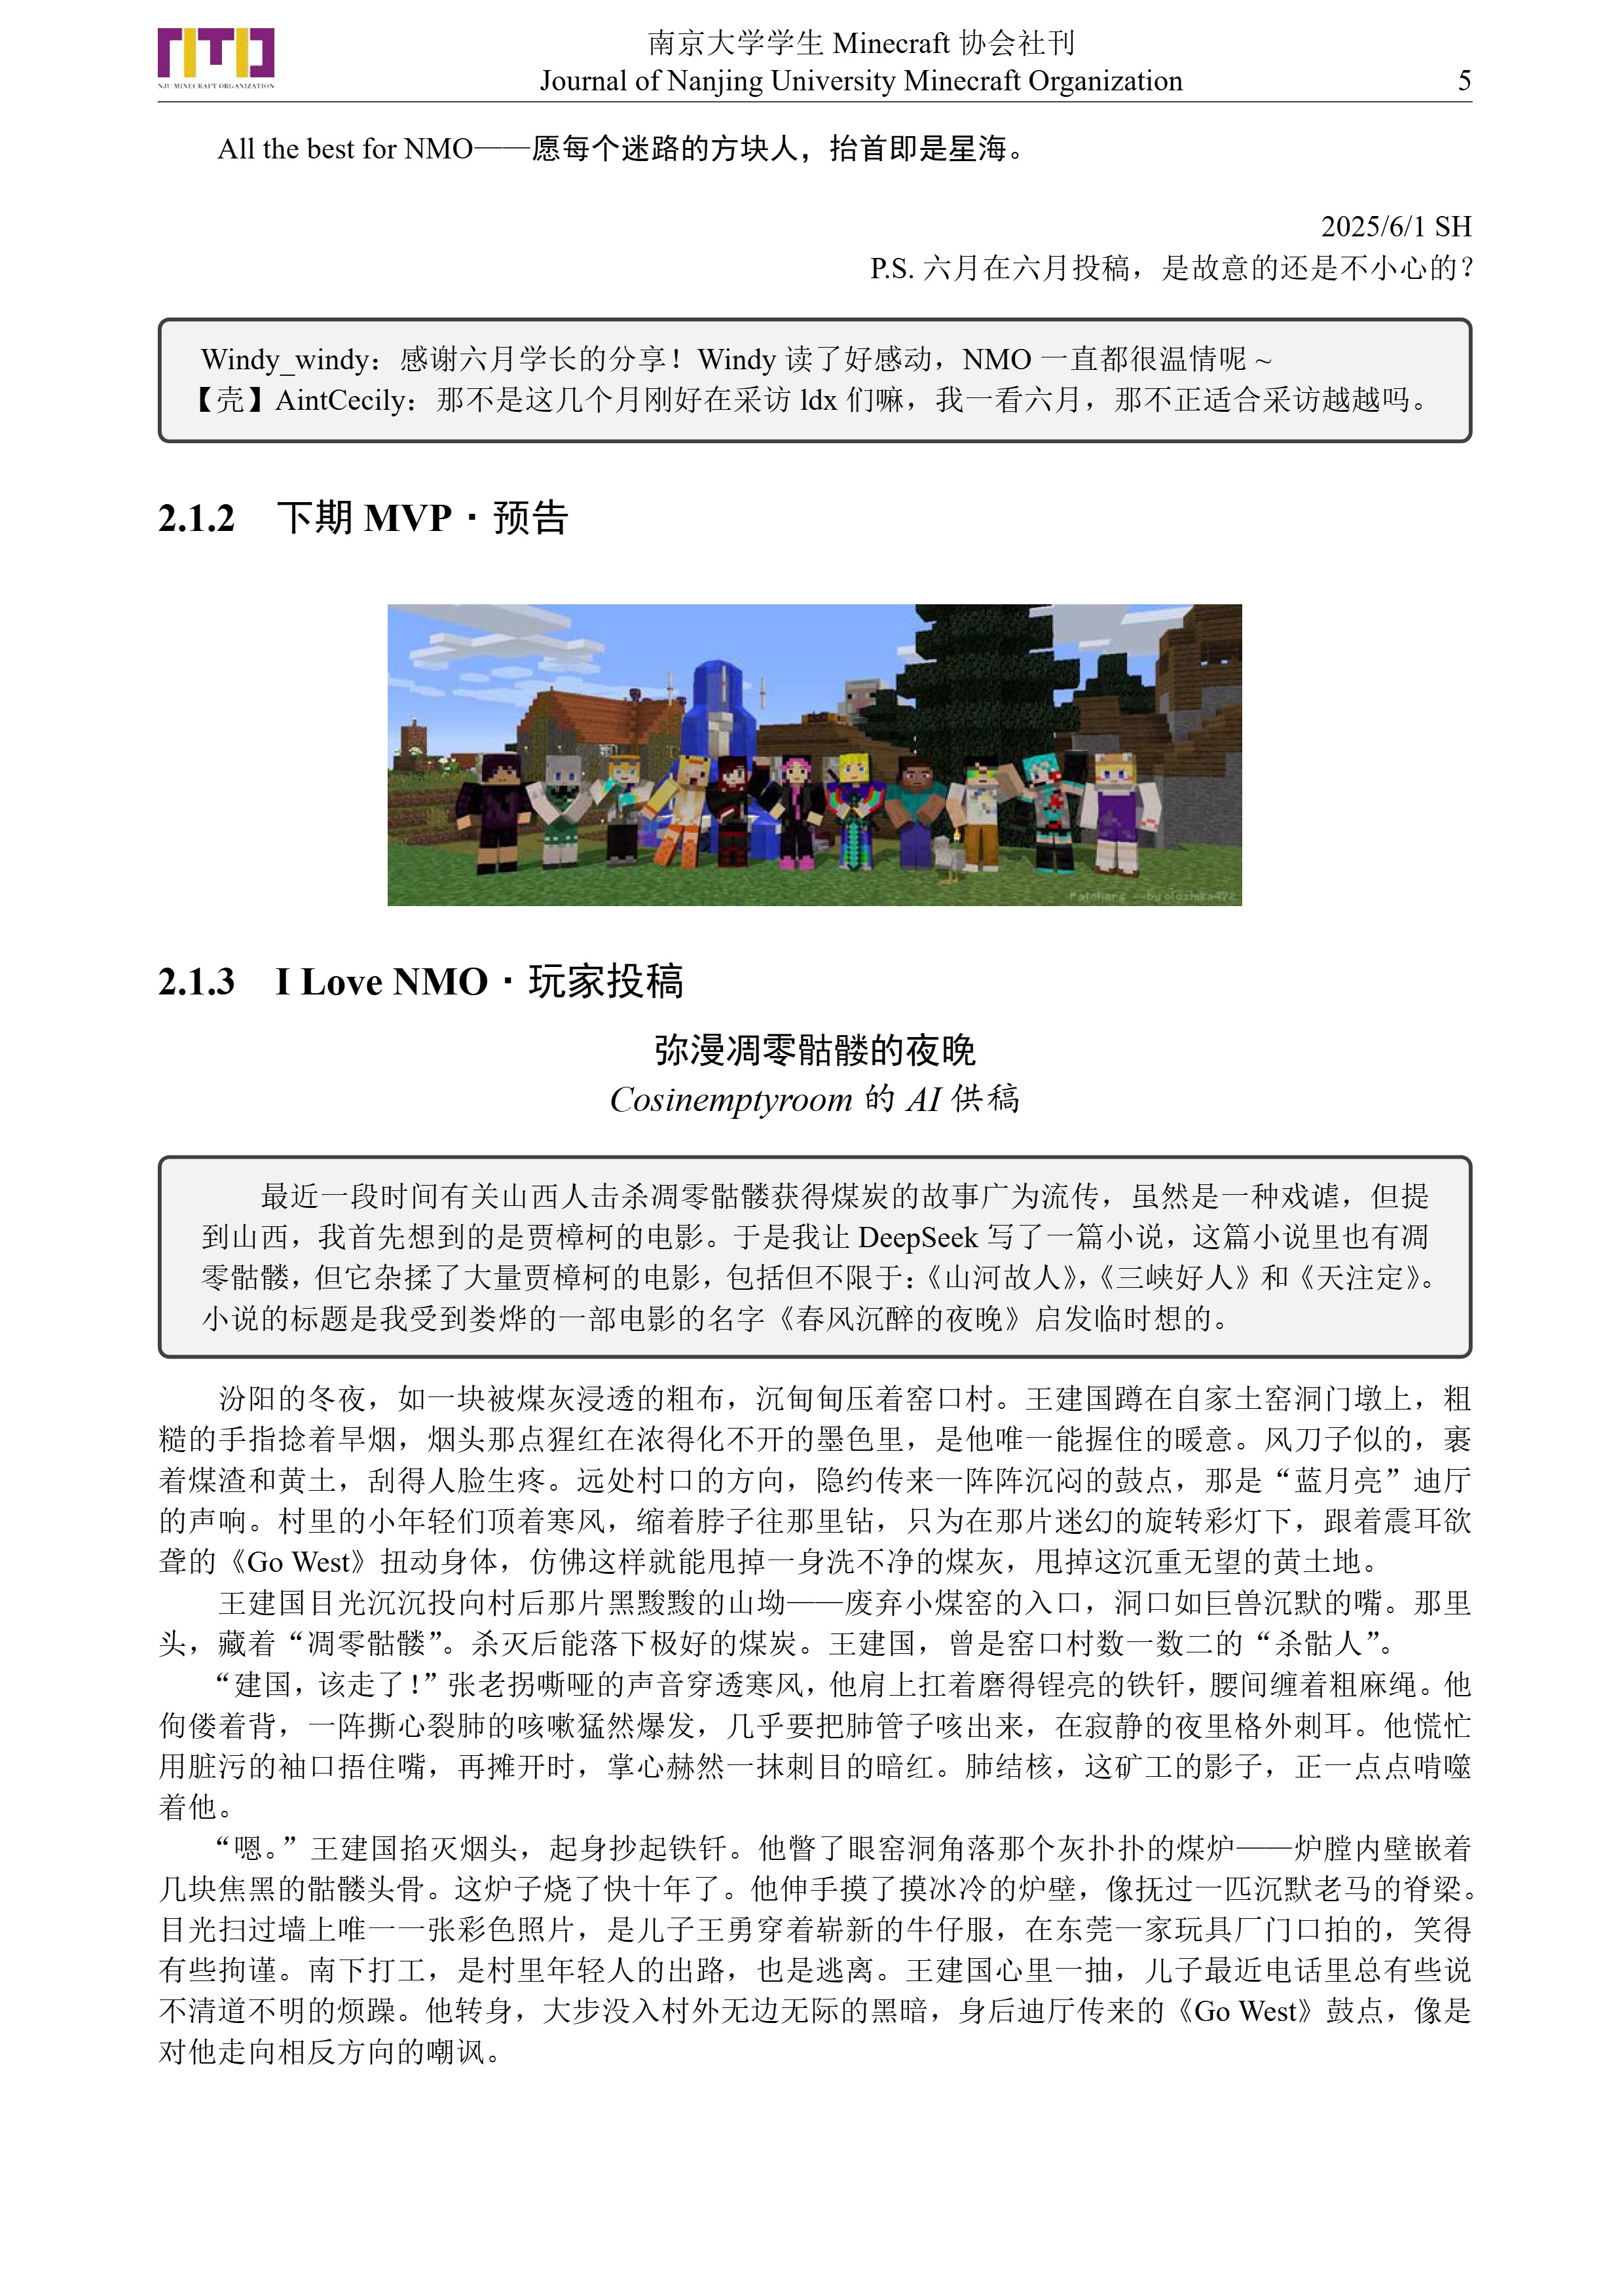 NJU MINECRAFT ORGANIZATION
南京大学学生 Minecraft 协会社刊
Journal of Nanjing University Minecraft Organization
5
All the best for NMO——愿每个迷路的方块人，抬首即是星海。
2025/6/1 SH
P.S. 六月在六月投稿，是故意的还是不小心的？
Windy_windy：感谢六月学长的分享！Windy 读了好感动，NMO 一直都很温情呢 ~
【壳】AintCecily：那不是这几个月刚好在采访 ldx 们嘛，我一看六月，那不正适合采访越越吗。
2.1.2 下期 MVP · 预告
Patchers --by olozhika472
2.1.3 I Love NMO · 玩家投稿
弥漫凋零骷髅的夜晚
Cosinemptyroom 的 AI 供稿
最近一段时间有关山西人击杀凋零骷髅获得煤炭的故事广为流传，虽然是一种戏谑，但提
到山西，我首先想到的是贾樟柯的电影。于是我让 DeepSeek 写了一篇小说，这篇小说里也有凋
零骷髅，但它杂揉了大量贾樟柯的电影，包括但不限于：《山河故人》，《三峡好人》和《天注定》。
小说的标题是我受到娄烨的一部电影的名字《春风沉醉的夜晚》启发临时想的。
汾阳的冬夜，如一块被煤灰浸透的粗布，沉甸甸压着窑口村。王建国蹲在自家土窑洞门墩上，粗
糙的手指捻着旱烟，烟头那点猩红在浓得化不开的墨色里，是他唯一能握住的暖意。风刀子似的，裹
着煤渣和黄土，刮得人脸生疼。远处村口的方向，隐约传来一阵阵沉闷的鼓点，那是“蓝月亮”迪厅
的声响。村里的小年轻们顶着寒风，缩着脖子往那里钻，只为在那片迷幻的旋转彩灯下，跟着震耳欲
聋的《Go West》扭动身体，仿佛这样就能甩掉一身洗不净的煤灰，甩掉这沉重无望的黄土地。
王建国目光沉沉投向村后那片黑黢黢的山坳——废弃小煤窑的入口，洞口如巨兽沉默的嘴。那里
头，藏着“凋零骷髅”。杀灭后能落下极好的煤炭。王建国，曾是窑口村数一数二的“杀骷人”。
“建国，该走了！”张老拐嘶哑的声音穿透寒风，他肩上扛着磨得锃亮的铁钎，腰间缠着粗麻绳。他
佝偻着背，一阵撕心裂肺的咳嗽猛然爆发，几乎要把肺管子咳出来，在寂静的夜里格外刺耳。他慌忙
用脏污的袖口捂住嘴，再摊开时，掌心赫然一抹刺目的暗红。肺结核，这矿工的影子，正一点点啃噬
着他。
“嗯。”王建国掐灭烟头，起身抄起铁钎。他瞥了眼窑洞角落那个灰扑扑的煤炉——炉膛内壁嵌着
几块焦黑的骷髅头骨。这炉子烧了快十年了。他伸手摸了摸冰冷的炉壁，像抚过一匹沉默老马的脊梁。
目光扫过墙上唯一一张彩色照片，是儿子王勇穿着崭新的牛仔服，在东莞一家玩具厂门口拍的，笑得
有些拘谨。南下打工，是村里年轻人的出路，也是逃离。王建国心里一抽，儿子最近电话里总有些说
不清道不明的烦躁。他转身，大步没入村外无边无际的黑暗，身后迪厅传来的《Go West》鼓点，像是
对他走向相反方向的嘲讽。